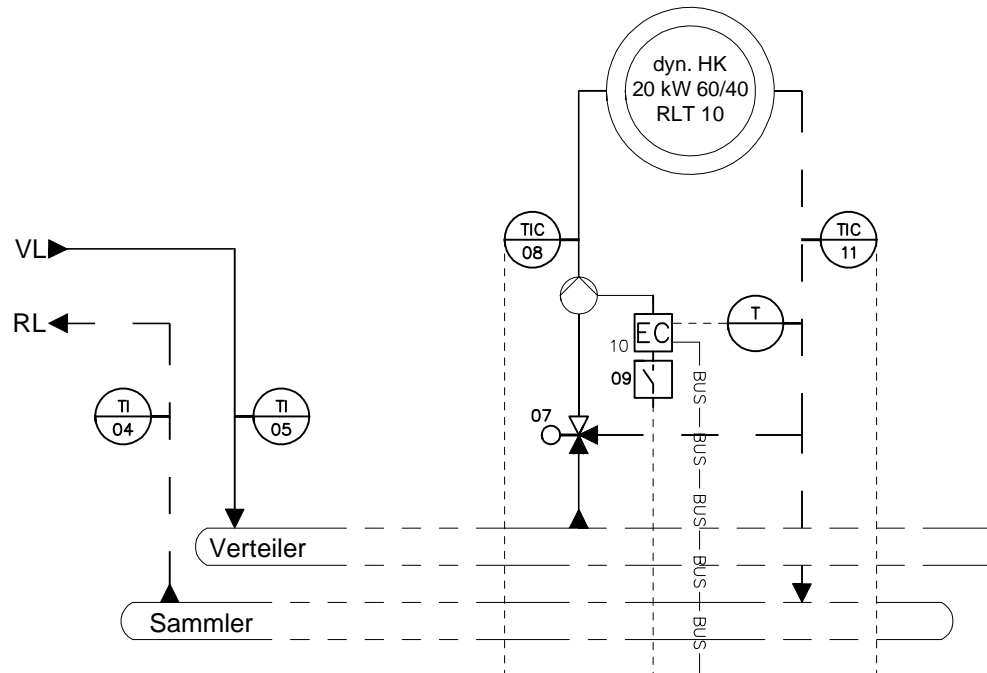 dyn. HK
20 kW 60/40
RLT 10
TIC
08
TIC
11
VL
RL
T
EC
10
09
TI
04
TI
05
07
BUS
BUS
BUS
Verteiler
BUS
Sammler
BUS